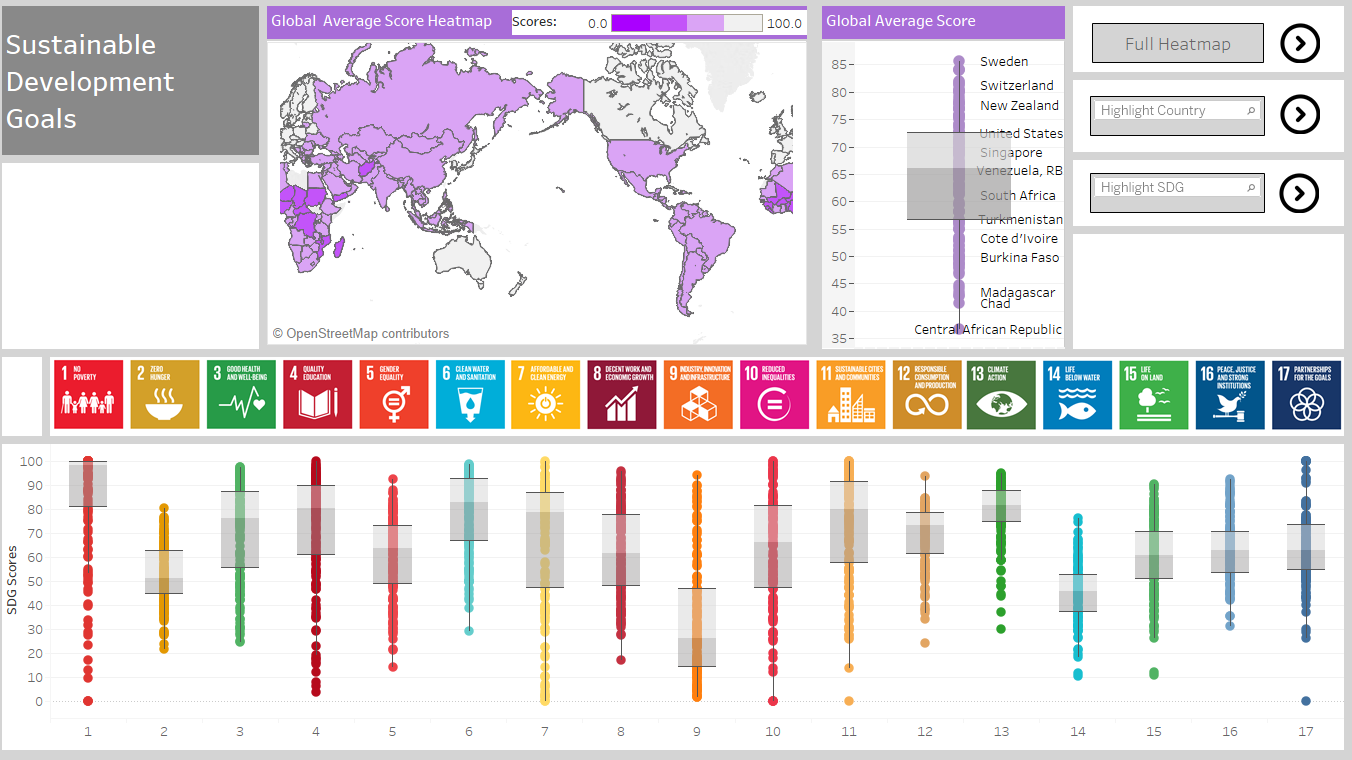 Sustainable
Development
Goals
Global Average Score Heatmap
Scores:
0.0
100.0
© OpenStreetMap contributors
Global Average Score
85
80
75
70
65
60
55
50
45
40
35
Sweden
Switzerland
New Zealand
United States
Singapore
Venezuela, RB
South Africa
Turkmenistan
Cote d'Ivoire
Burkina Faso
Madagascar
Chad
Central African Republic
Full Heatmap
Highlight Country
Highlight SDG
1 NO
POVERTY
2 ZERO
HUNGER
3 GOOD HEALTH
AND WELL-BEING
4 QUALITY
EDUCATION
5 GENDER
EQUALITY
6 CLEAN WATER
AND SANITATION
7 AFFORDABLE AND
CLEAN ENERGY
8 DECENT WORK AND
ECONOMIC GROWTH
9 INDUSTRY, INNOVATION
AND INFRASTRUCTURE
10 REDUCED
INEQUALITIES
11 SUSTAINABLE CITIES
AND COMMUNITIES
12 RESPONSIBLE
CONSUMPTION
AND PRODUCTION
13 CLIMATE
ACTION
14 LIFE
BELOW WATER
15 LIFE
ON LAND
16 PEACE, JUSTICE
AND STRONG
INSTITUTIONS
17 PARTNERSHIPS
FOR THE GOALS
SDG Scores
100
90
80
70
60
50
40
30
20
10
0
1 2 3 4 5 6 7 8 9 10 11 12 13 14 15 16 17